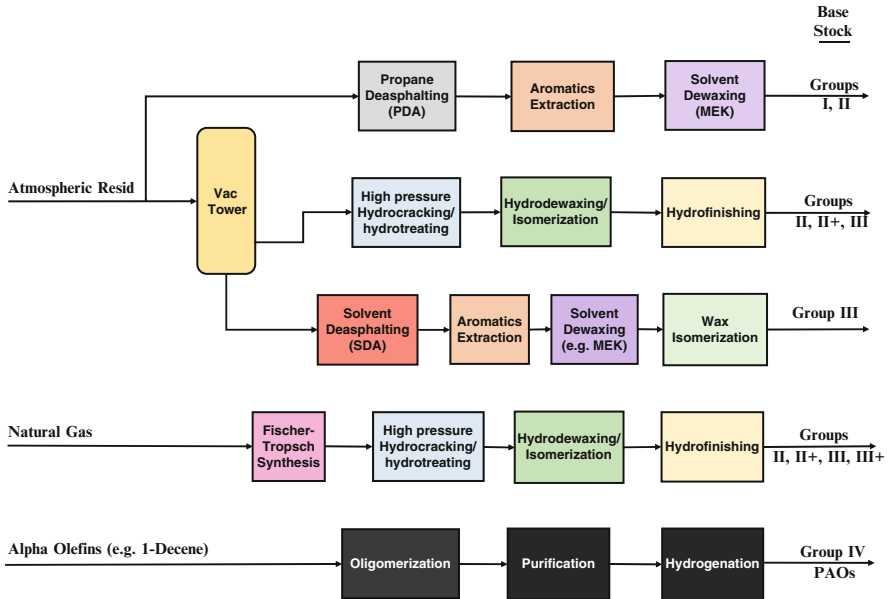 Base
Stock
Propane
Deasphalting
(PDA)
Aromatics
Extraction
Solvent
Dewaxing
(MEK)
Groups
I, II
Atmospheric Resid
Vac
Tower
High pressure
Hydrocracking/
hydrotreating
Hydrodewaxing/
Isomerization
Hydrofinishing
Groups
II, II+, III
Solvent
Deasphalting
(SDA)
Aromatics
Extraction
Solvent
Dewaxing
(e.g. MEK)
Wax
Isomerization
Group III
Natural Gas
Fischer-
Tropsch
Synthesis
High pressure
Hydrocracking/
hydrotreating
Hydrodewaxing/
Isomerization
Hydrofinishing
Groups
II, II+, III, III+
Alpha Olefins (e.g. 1-Decene)
Oligomerization
Purification
Hydrogenation
Group IV
PAOs